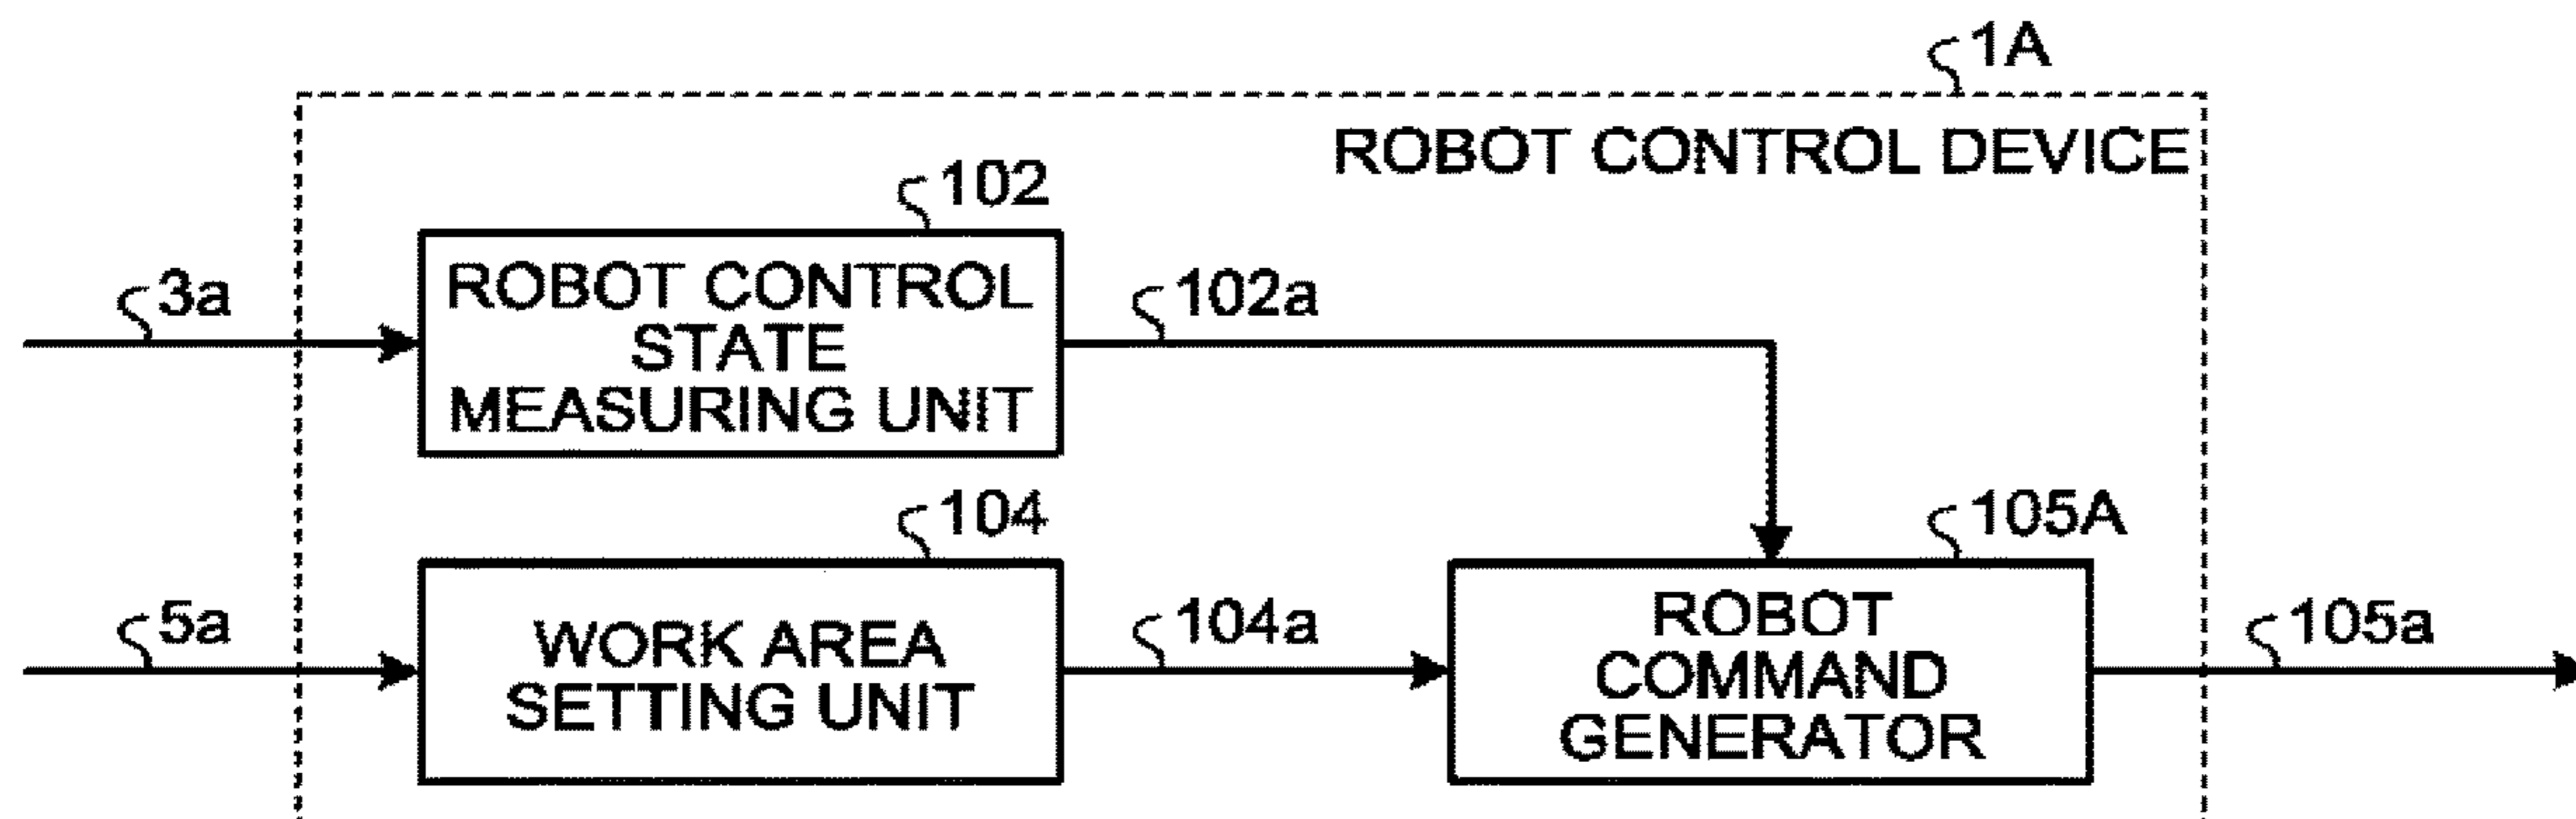 1A
ROBOT CONTROL DEVICE
102
ROBOT CONTROL
STATE
MEASURING UNIT
3a
102a
104
WORK AREA
SETTING UNIT
5a
104a
105A
ROBOT
COMMAND
GENERATOR
105a